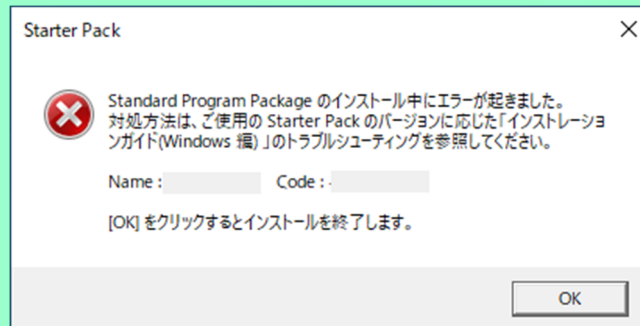 Starter Pack
Standard Program Package のインストール中にエラーが起きました。
対処方法は、ご使用の Starter Pack のバージョンに応じた「インストレーショ
ンガイド(Windows 編) 」のトラブルシューティングを参照してください。
Name : Code : -
[OK] をクリックするとインストールを終了します。
OK